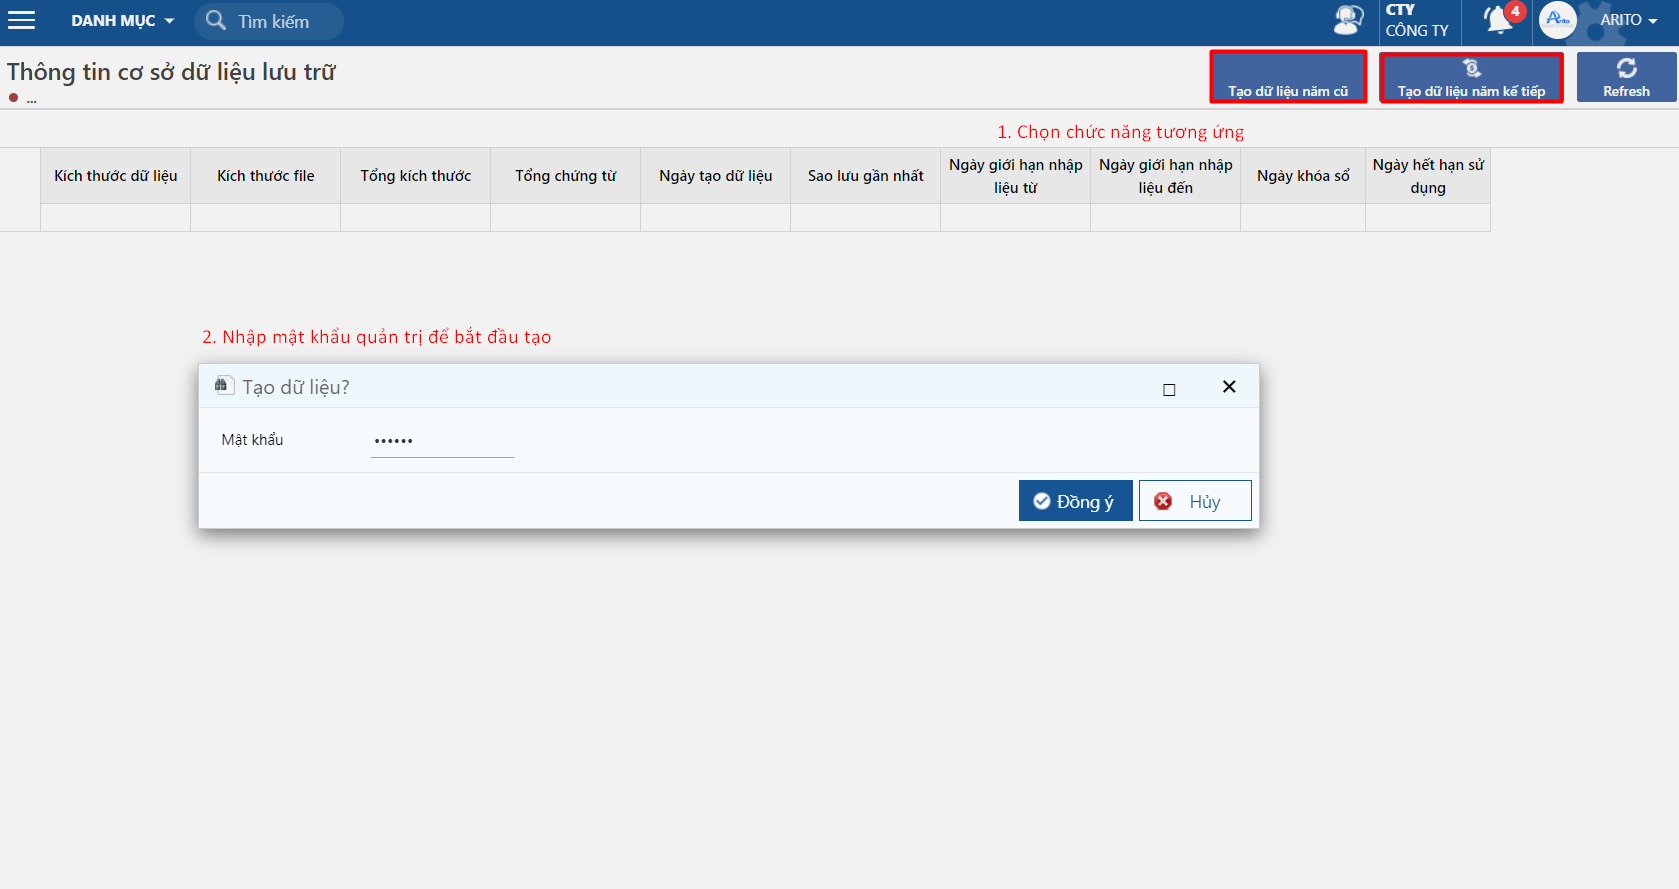 DANH MỤC
Tìm kiếm
CTY
CÔNG TY
4
Arito
ARITO
Thông tin cơ sở dữ liệu lưu trữ
...
Tạo dữ liệu năm cũ
Tạo dữ liệu năm kế tiếp
Refresh
1. Chọn chức năng tương ứng
Kích thước dữ liệu
Kích thước file
Tổng kích thước
Tổng chứng từ
Ngày tạo dữ liệu
Sao lưu gần nhất
Ngày giới hạn nhập
liệu từ
Ngày giới hạn nhập
liệu đến
Ngày khóa sổ
Ngày hết hạn sử
dụng
2. Nhập mật khẩu quản trị để bắt đầu tạo
Tạo dữ liệu?
Mật khẩu
••••••
Đồng ý
Hủy